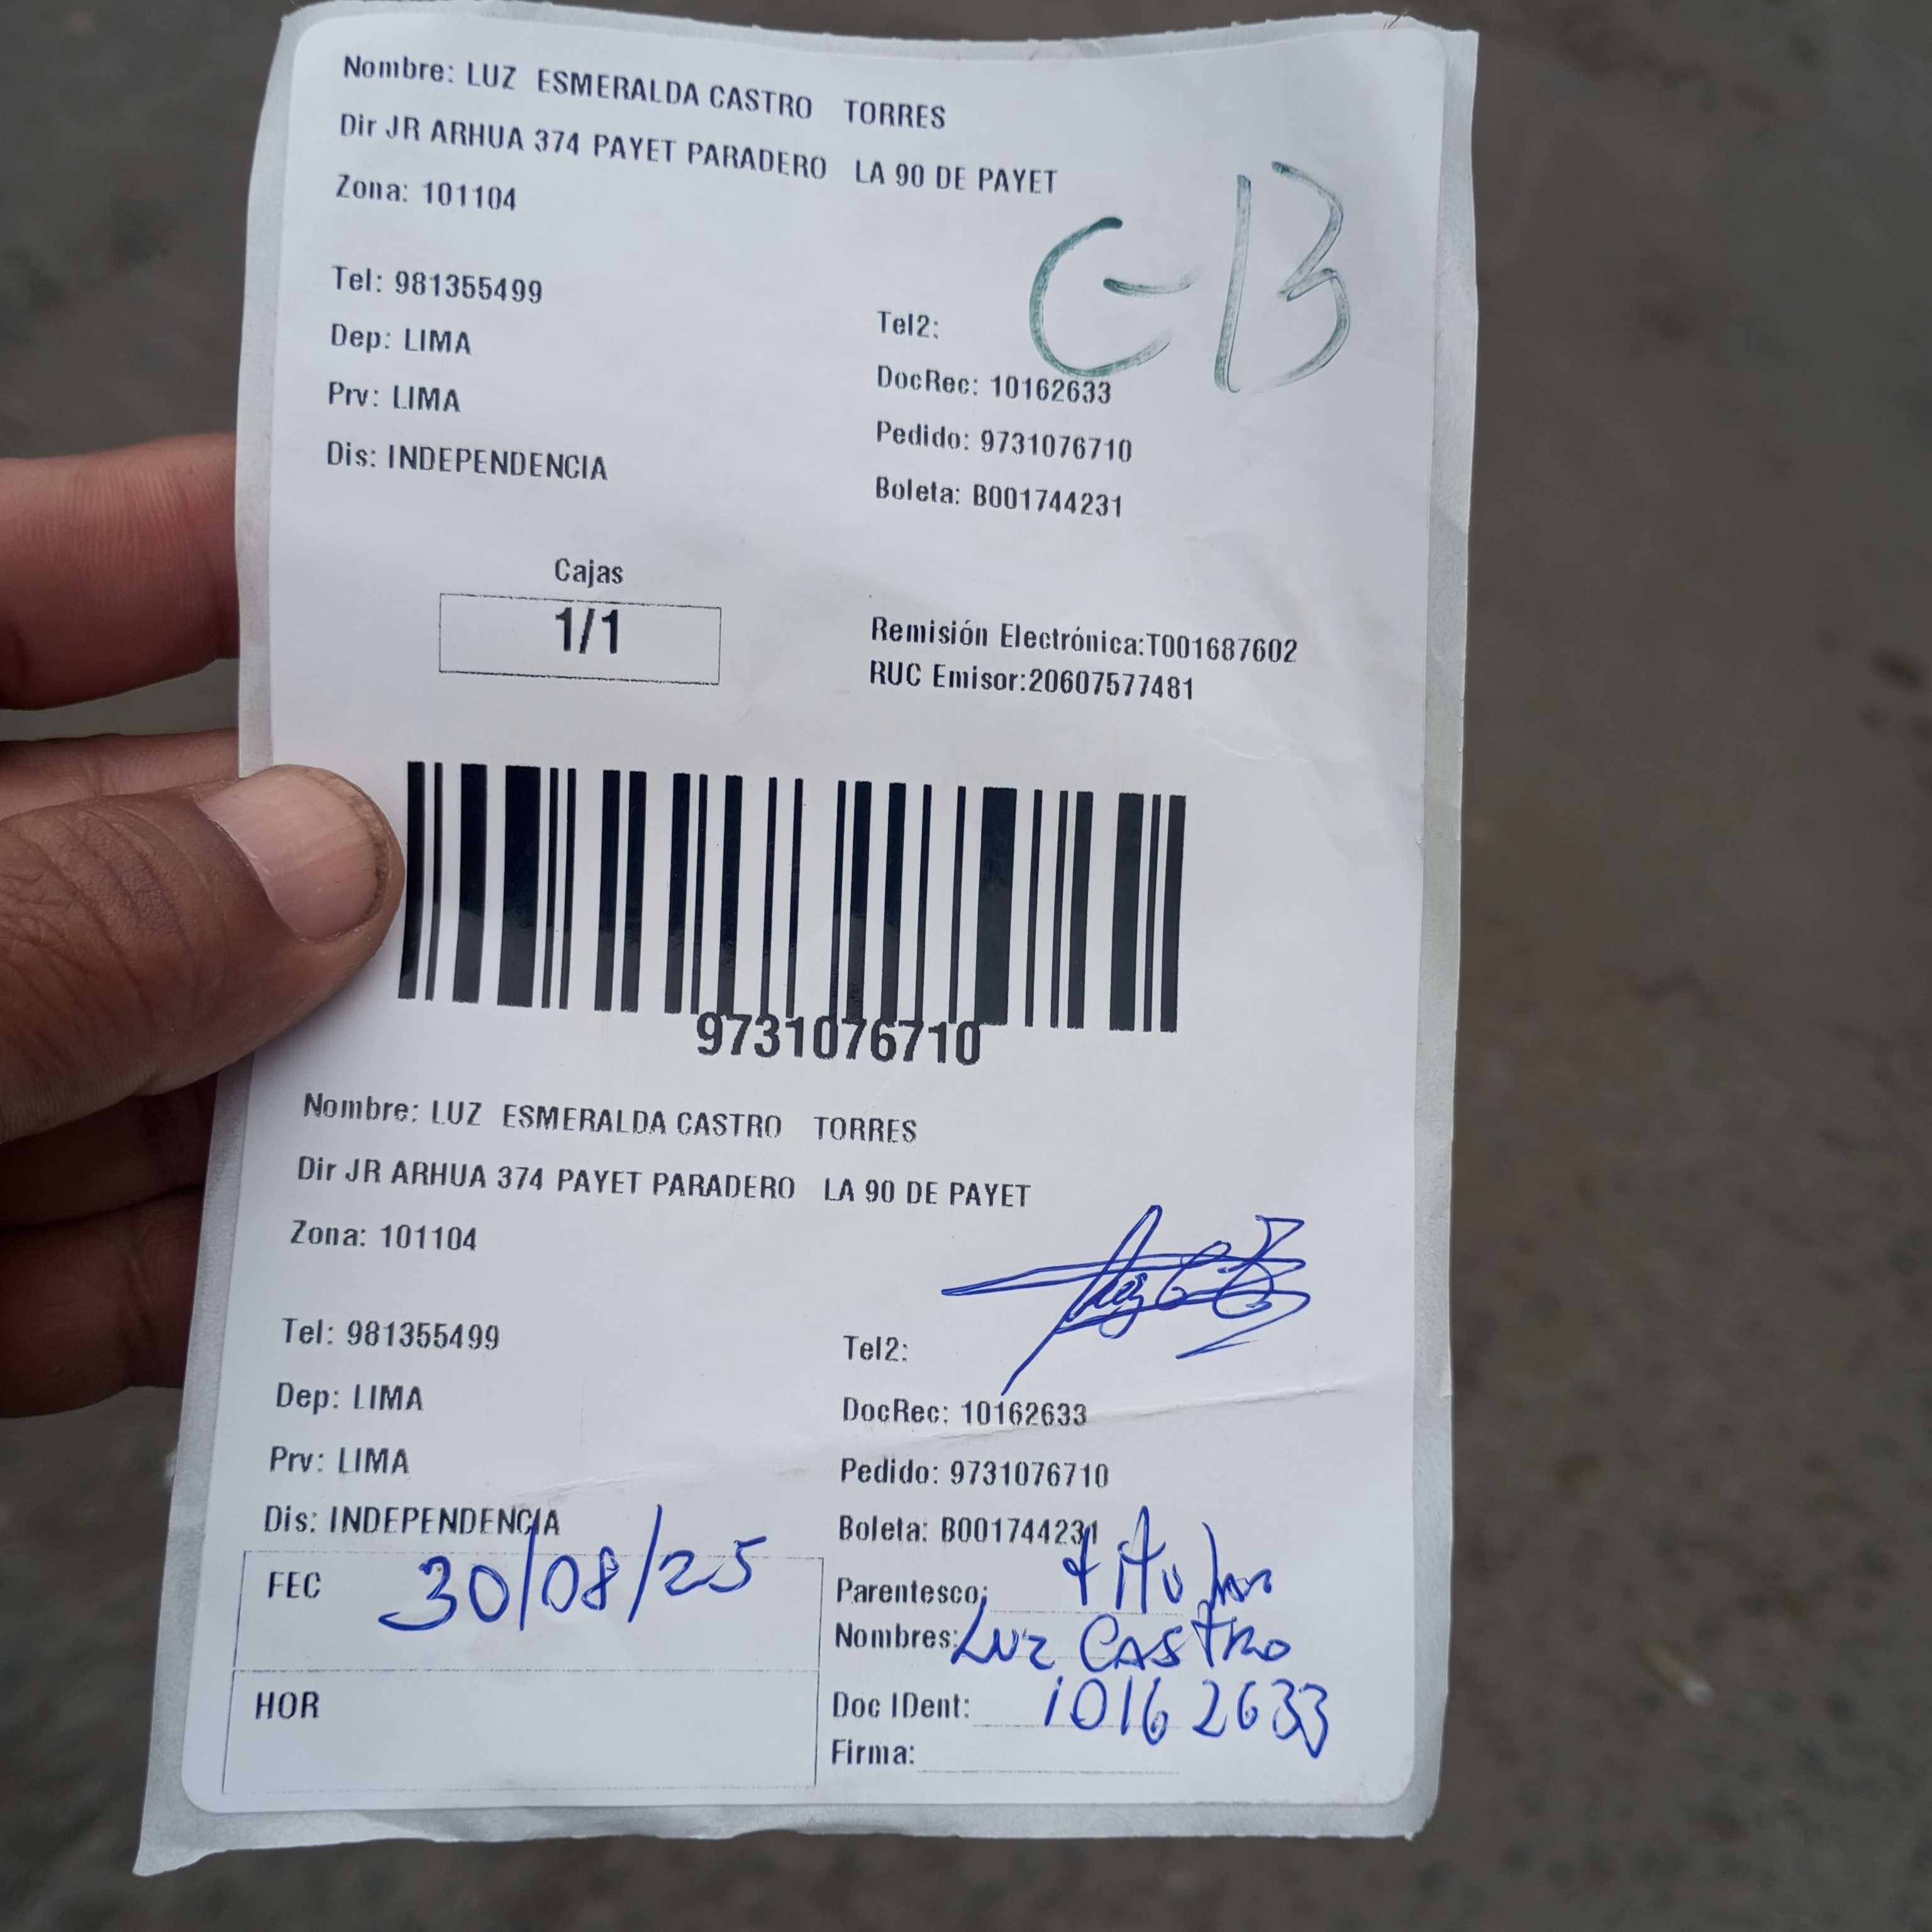 Nombre: LUZ ESMERALDA CASTRO TORRES
Dir JR ARHUA 374 PAYET PARADERO LA 90 DE PAYET
Zona: 101104
Tel: 981355499
Dep: LIMA
Prv: LIMA
Dis: INDEPENDENCIA
Tel2:
DocRec: 10162633
Pedido: 9731076710
Boleta: B001744231
Cajas
1/1
Remisión Electrónica:T001687602
RUC Emisor:20607577481
9731076710
Nombre: LUZ ESMERALDA CASTRO TORRES
Dir JR ARHUA 374 PAYET PARADERO LA 90 DE PAYET
Zona: 101104
Tel: 981355499
Dep: LIMA
Prv: LIMA
Dis: INDEPENDENCIA
Tel2:
DocRec: 10162633
Pedido: 9731076710
Boleta: B001744231
FEC 30/08/25
HOR
Parentesco: titular
Nombres: Luz Castro
Doc IDent: 10162633
Firma: